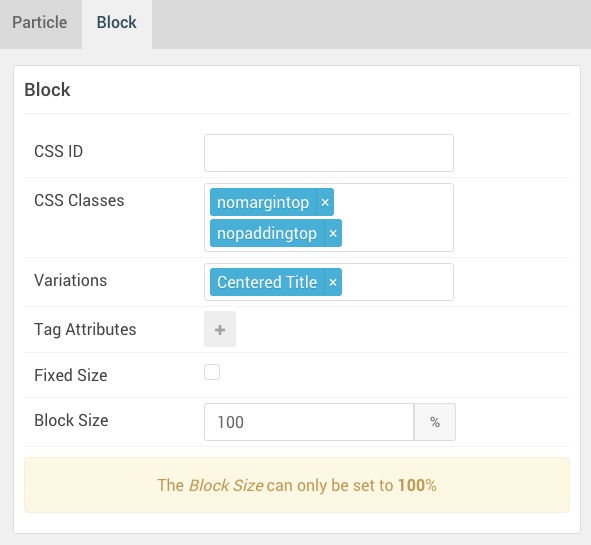 Particle Block
Block
CSS ID
CSS Classes nomargintop ×
nopaddingtop ×
Variations Centered Title ×
Tag Attributes +
Fixed Size
Block Size 100 %
The Block Size can only be set to 100%